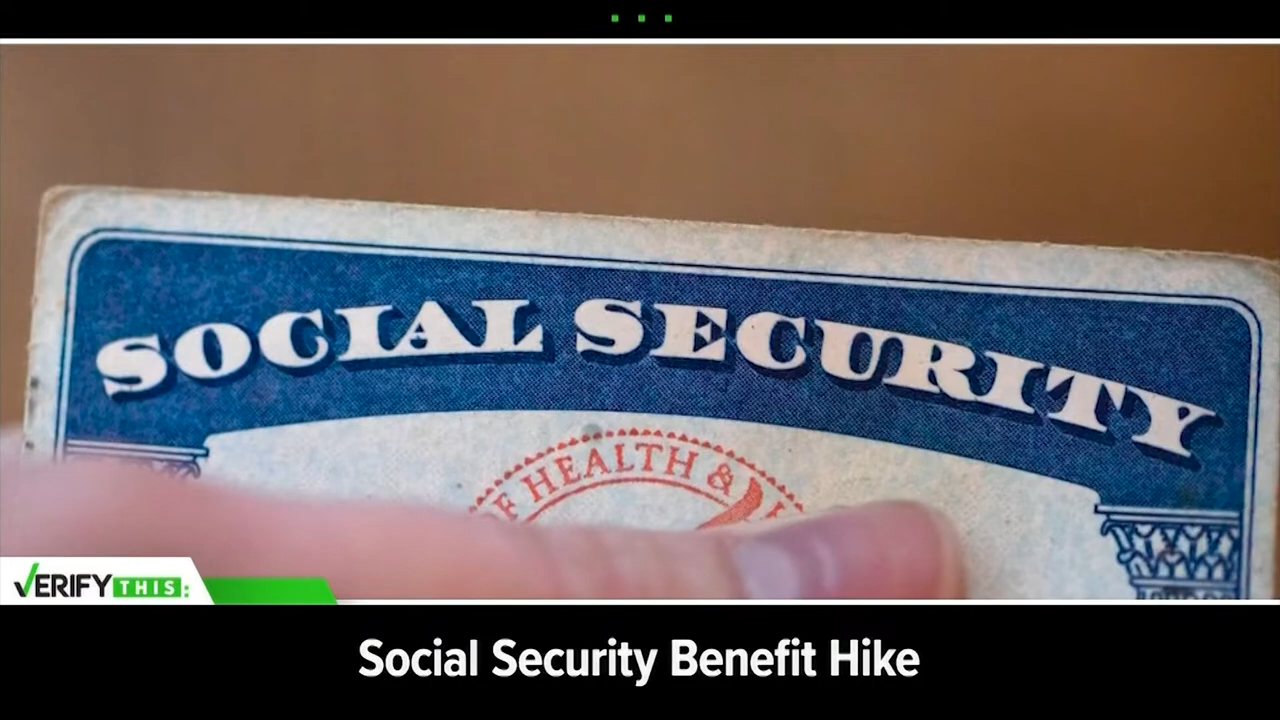 SOCIAL SECURITY
HEALTH &
VERIFY THIS:
Social Security Benefit Hike